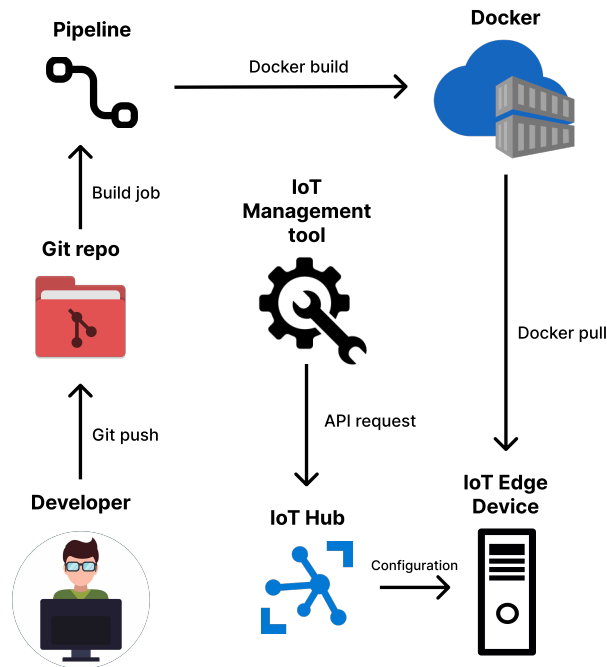 Docker
Pipeline
Docker build
IoT
Management
tool
Build job
Git repo
Docker pull
API request
Git push
IoT Edge
Device
Developer
IoT Hub
Configuration